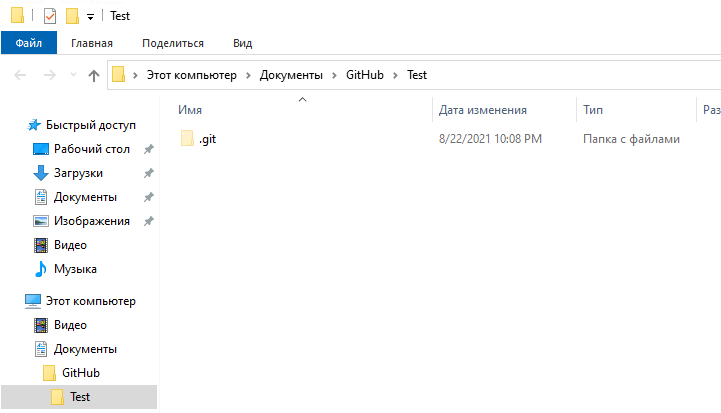 Test
Файл Главная Поделиться Вид
Этот компьютер Документы GitHub Test
Имя Дата изменения Тип Раз
.git 8/22/2021 10:08 PM Папка с файлами
Быстрый доступ
Рабочий стол
Загрузки
Документы
Изображения
Видео
Музыка
Этот компьютер
Видео
Документы
GitHub
Test